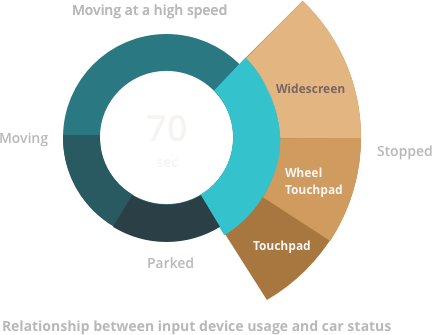 Moving at a high speed
Widescreen
70
sec
Moving
Stopped
Wheel
Touchpad
Touchpad
Parked
Relationship between input device usage and car status